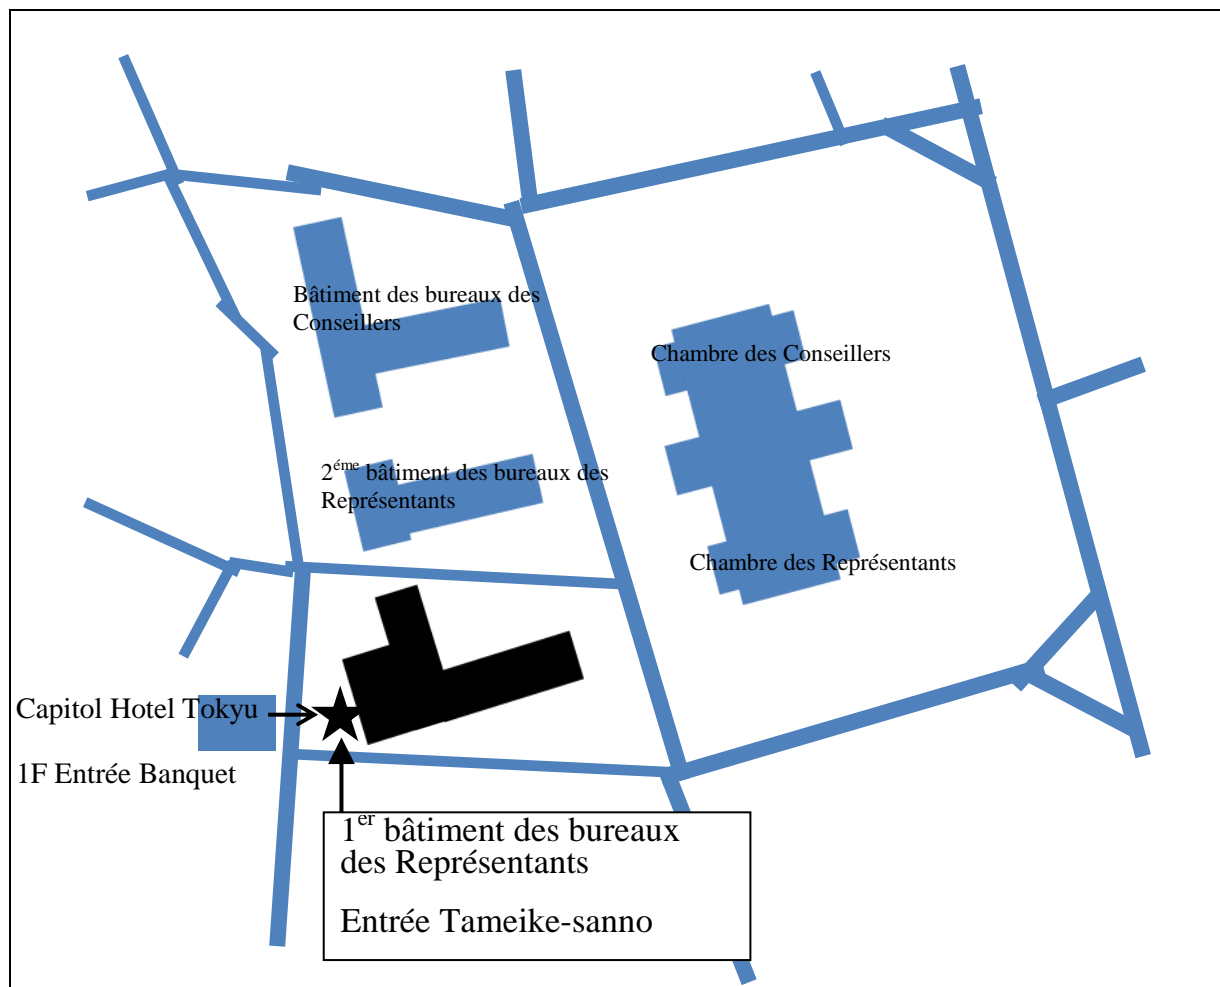 Bâtiment des bureaux des
Conseillers
Chambre des Conseillers
2éme bâtiment des bureaux des
Représentants
Chambre des Représentants
Capitol Hotel Tokyu
1F Entrée Banquet
1er bâtiment des bureaux
des Représentants
Entrée Tameike-sanno